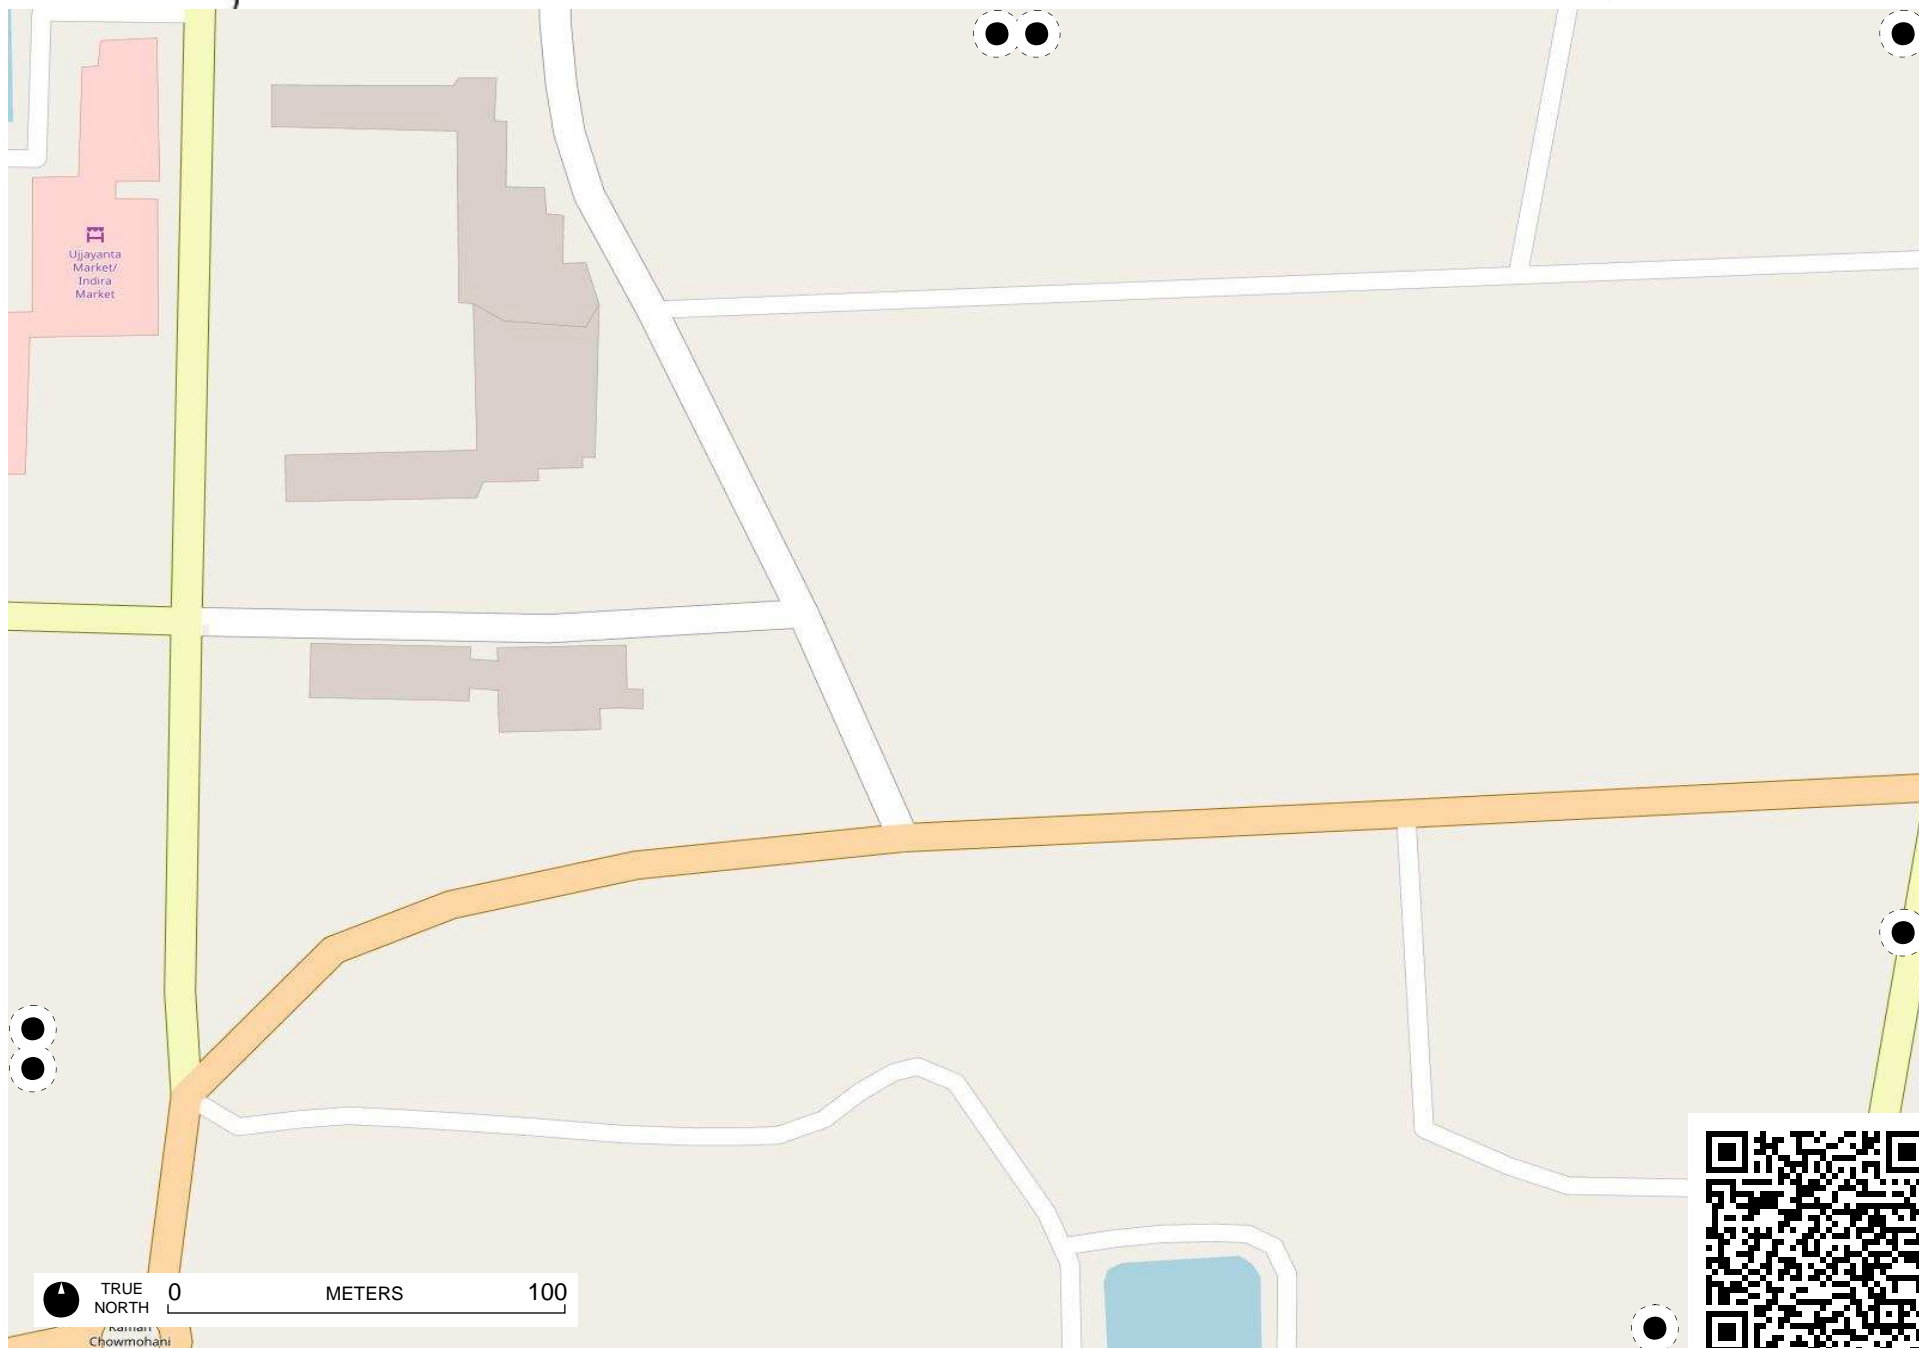 Ujjayanta
Market/
Indira
Market
TRUE
NORTH
0 METERS 100
Chowmohani